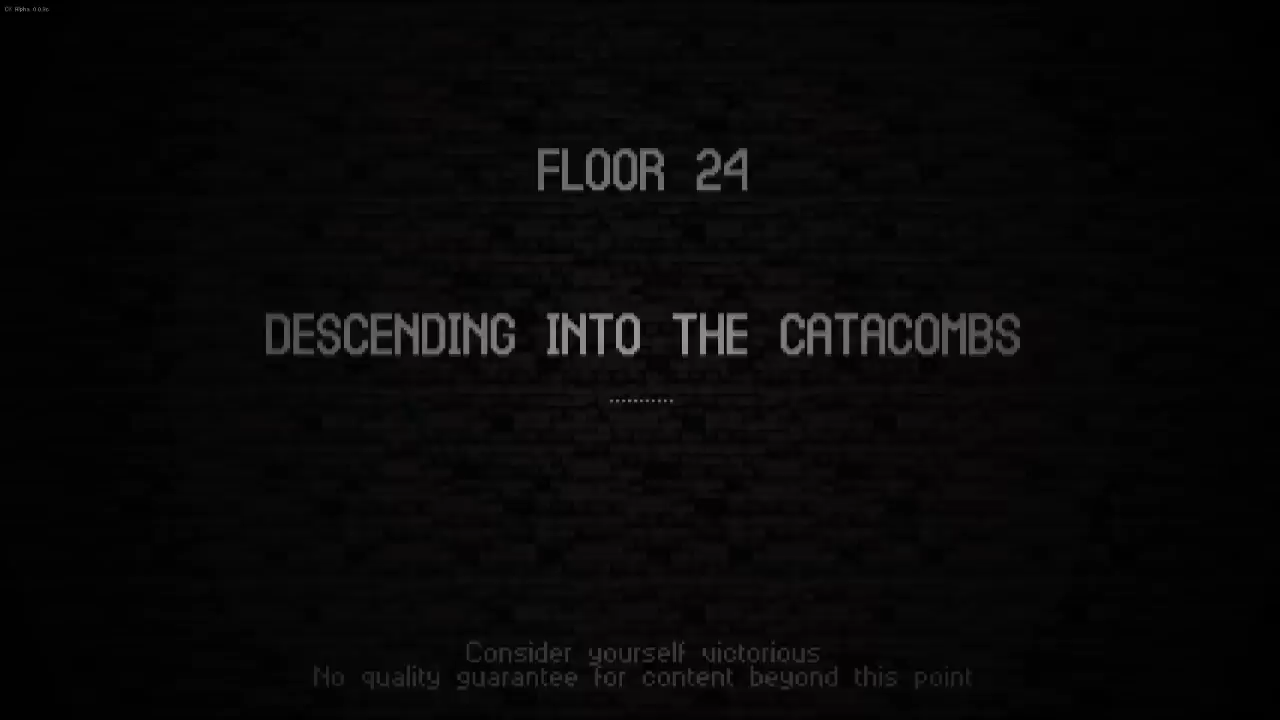 FLOOR 24
DESCENDING INTO THE CATACOMBS
...........
Consider yourself victorious
No quality guarantee for content beyond this point